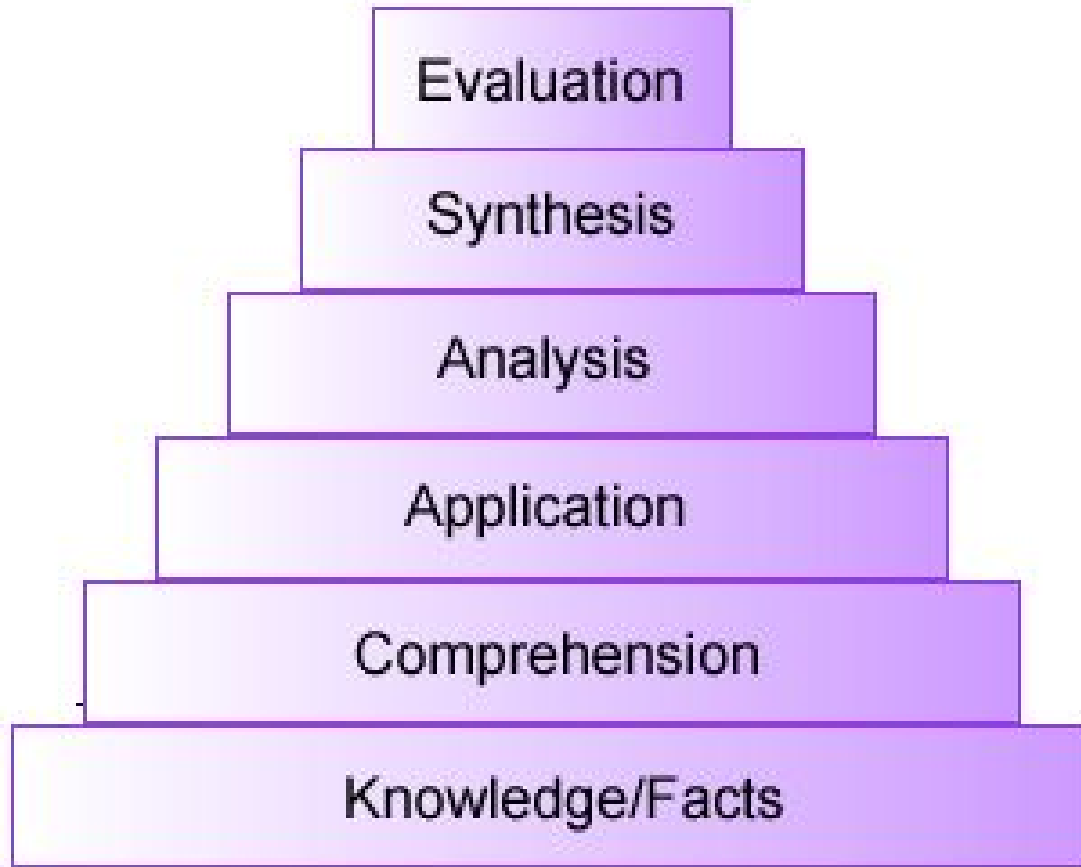 Evaluation
Synthesis
Analysis
Application
Comprehension
Knowledge/Facts